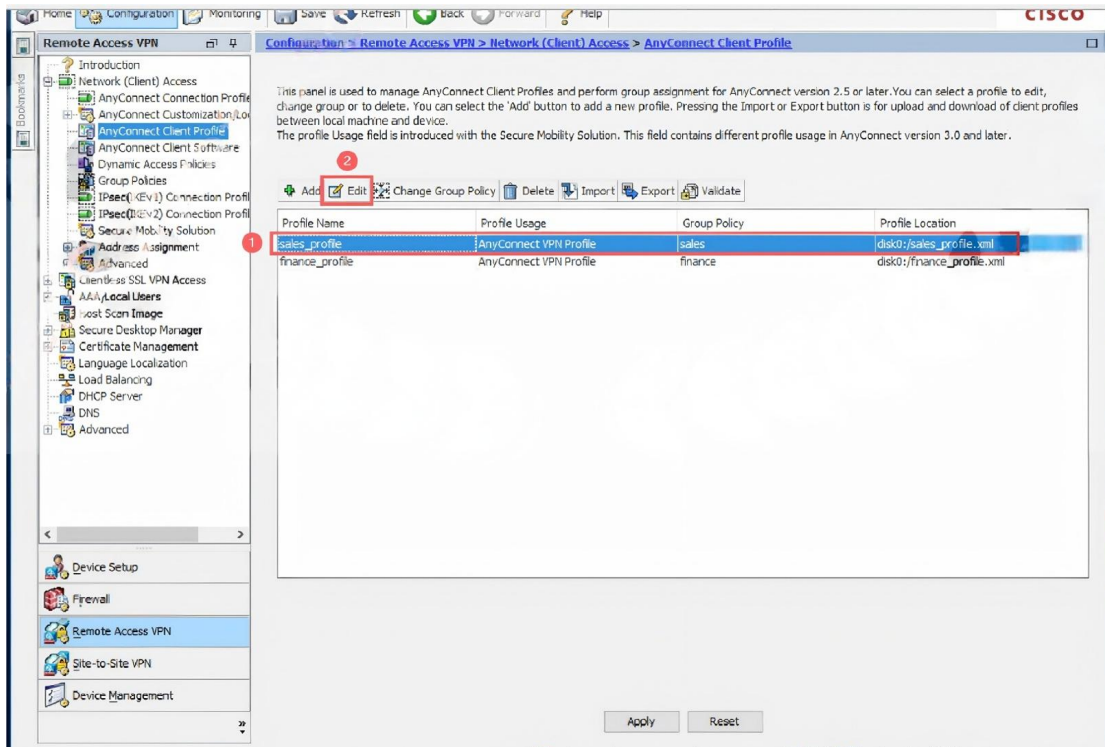 Home Configuration Monitoring Save Refresh Back Forward Help CISCO
Bookmarks
Remote Access VPN
Introduction
Network (Client) Access
AnyConnect Connection Profile
AnyConnect Customization/Loc
AnyConnect Client Profile
AnyConnect Client Software
Dynamic Access Policies
Group Policies
IPsec(IKEv1) Connection Profil
IPsec(IKEv2) Connection Profil
Secure Mobility Solution
Address Assignment
Advanced
Clientless SSL VPN Access
AAA/Local Users
Host Scan Image
Secure Desktop Manager
Certificate Management
Language Localization
Load Balancing
DHCP Server
DNS
Advanced
Device Setup
Firewall
Remote Access VPN
Site-to-Site VPN
Device Management
Configuration > Remote Access VPN > Network (Client) Access > AnyConnect Client Profile
This panel is used to manage AnyConnect Client Profiles and perform group assignment for AnyConnect version 2.5 or later.You can select a profile to edit,
change group or to delete. You can select the 'Add' button to add a new profile. Pressing the Import or Export button is for upload and download of client profiles
between local machine and device.
The profile Usage field is introduced with the Secure Mobility Solution. This field contains different profile usage in AnyConnect version 3.0 and later.
2
Add Edit Change Group Policy Delete Import Export Validate
Profile Name Profile Usage Group Policy Profile Location
1 sales_profile AnyConnect VPN Profile sales disk0:/sales_profile.xml
finance_profile AnyConnect VPN Profile finance disk0:/finance_profile.xml
Apply Reset